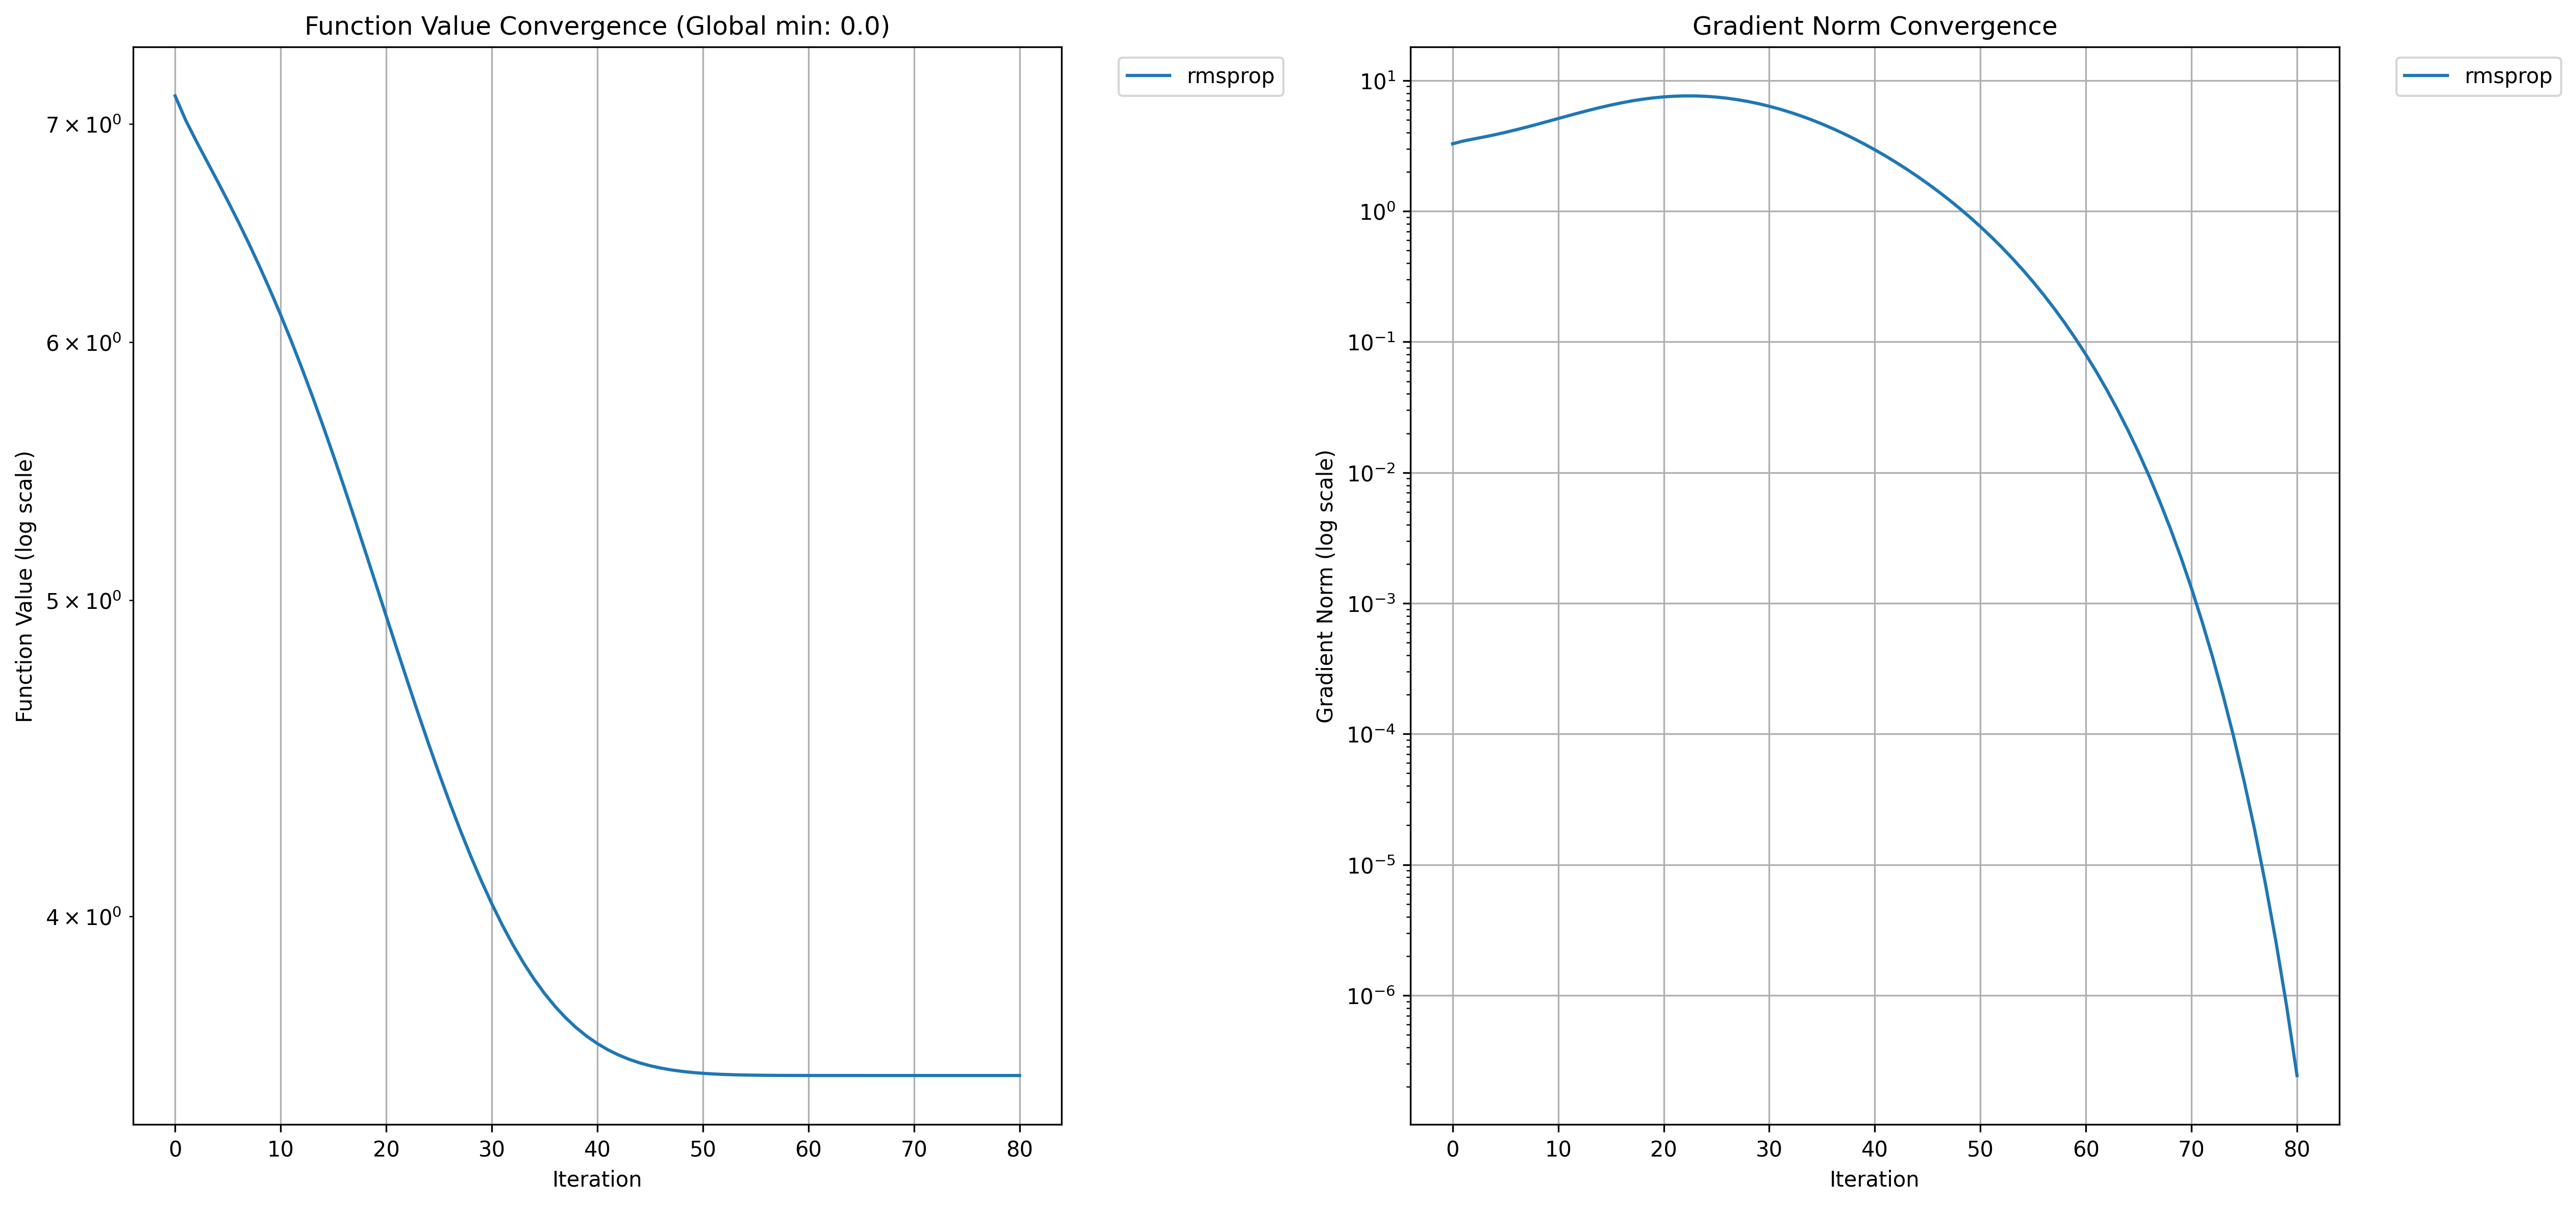 Function Value Convergence (Global min: 0.0)
Function Value (log scale)
7 × 10⁰
6 × 10⁰
5 × 10⁰
4 × 10⁰
0 10 20 30 40 50 60 70 80
Iteration
rmsprop
Gradient Norm Convergence
Gradient Norm (log scale)
10¹
10⁰
10⁻¹
10⁻²
10⁻³
10⁻⁴
10⁻⁵
10⁻⁶
0 10 20 30 40 50 60 70 80
Iteration
rmsprop